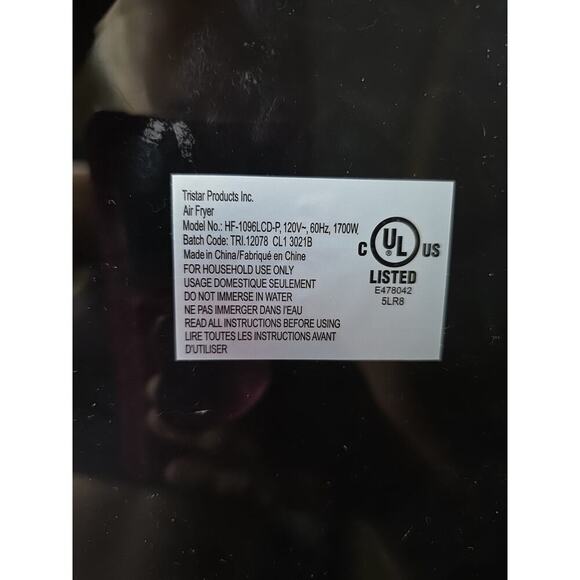 Tristar Products Inc.
Air Fryer
Model No.: HF-1096LCD-P, 120V~, 60Hz, 1700W
Batch Code: TRI.12078 CL1 3021B
Made in China/Fabriqué en Chine
FOR HOUSEHOLD USE ONLY
USAGE DOMESTIQUE SEULEMENT
DO NOT IMMERSE IN WATER
NE PAS IMMERGER DANS L'EAU
READ ALL INSTRUCTIONS BEFORE USING
LIRE TOUTES LES INSTRUCTIONS AVANT
D'UTILISER
C UL ® US
LISTED
E478042
5LR8